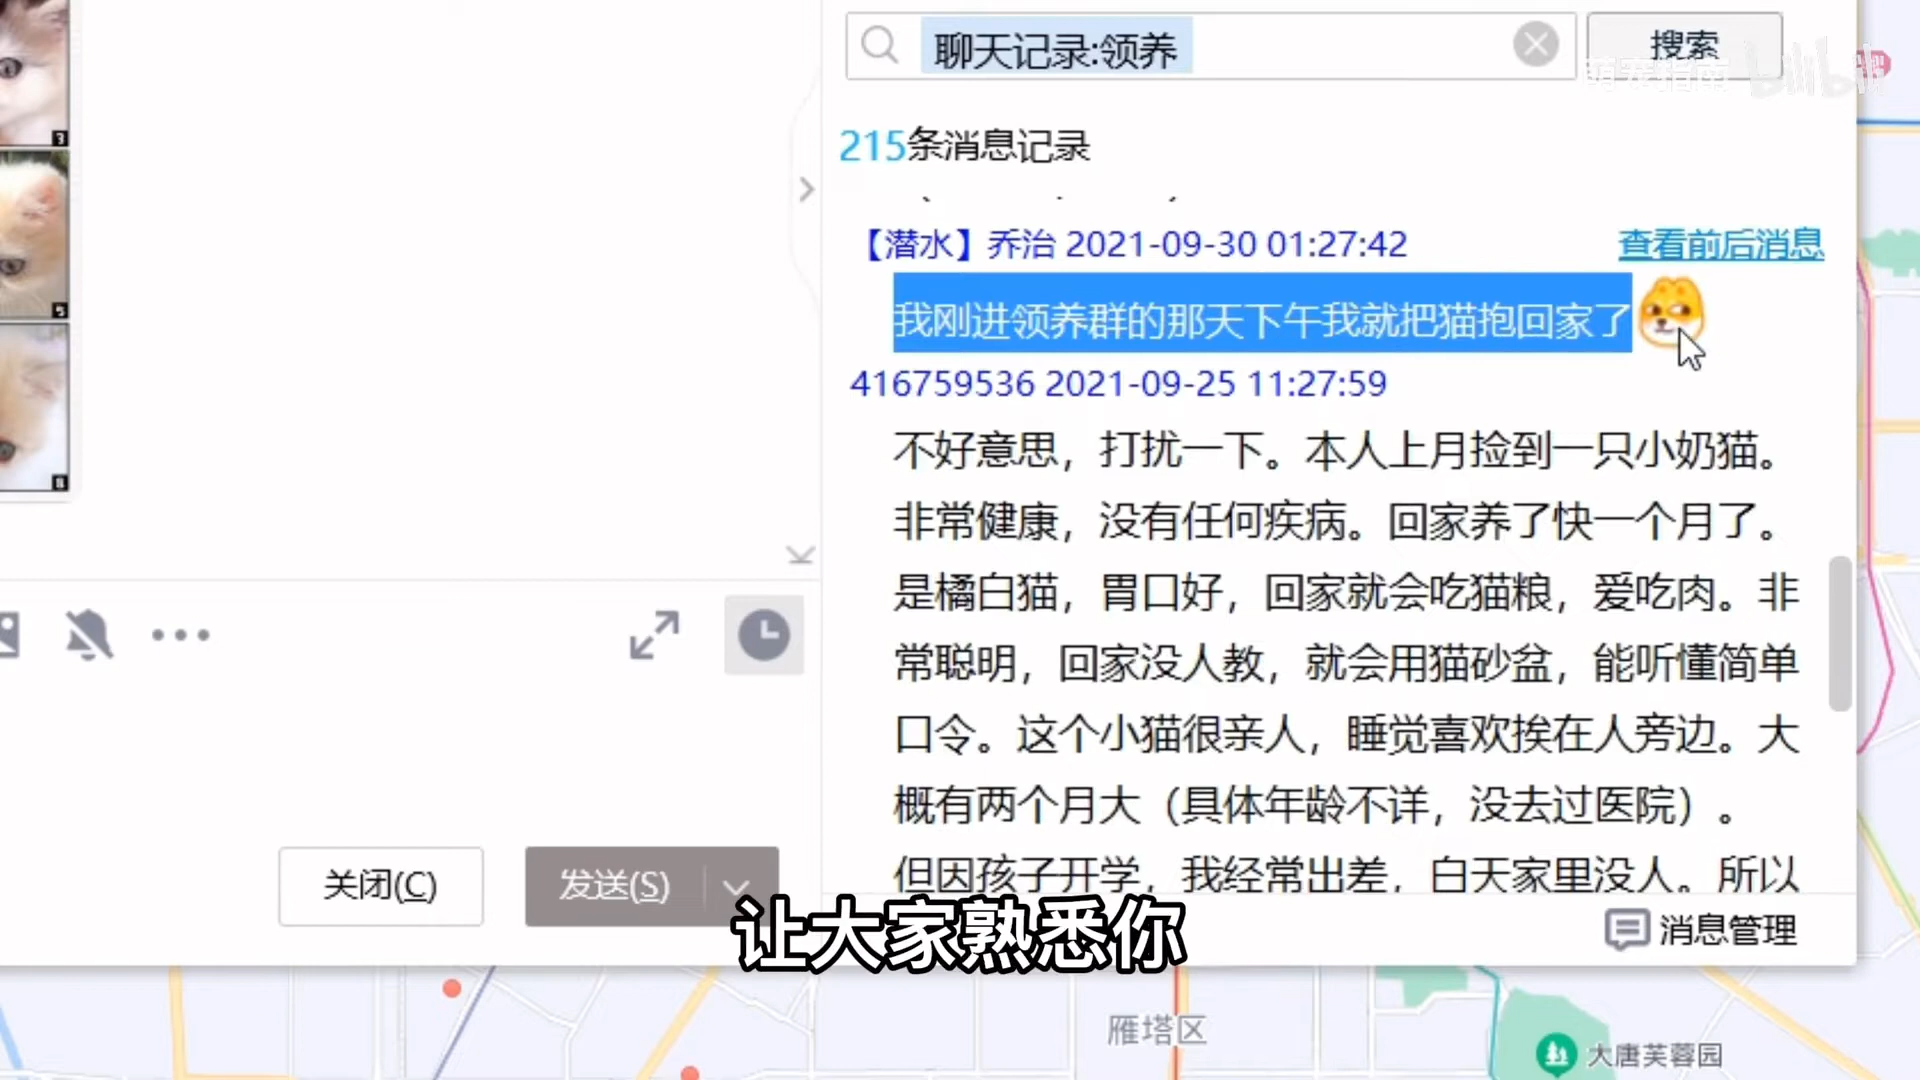 聊天记录:领养
搜索
萌宠指南 bilibili
215条消息记录
【潜水】乔治 2021-09-30 01:27:42
查看前后消息
我刚进领养群的那天下午我就把猫抱回家了
416759536 2021-09-25 11:27:59
不好意思，打扰一下。本人上月捡到一只小奶猫。
非常健康，没有任何疾病。回家养了快一个月了。
是橘白猫，胃口好，回家就会吃猫粮，爱吃肉。非
常聪明，回家没人教，就会用猫砂盆，能听懂简单
口令。这个小猫很亲人，睡觉喜欢挨在人旁边。大
概有两个月大（具体年龄不详，没去过医院）。
但因孩子开学，我经常出差，白天家里没人。所以
3
5
8
关闭(C)
发送(S)
消息管理
让大家熟悉你
雁塔区
大唐芙蓉园